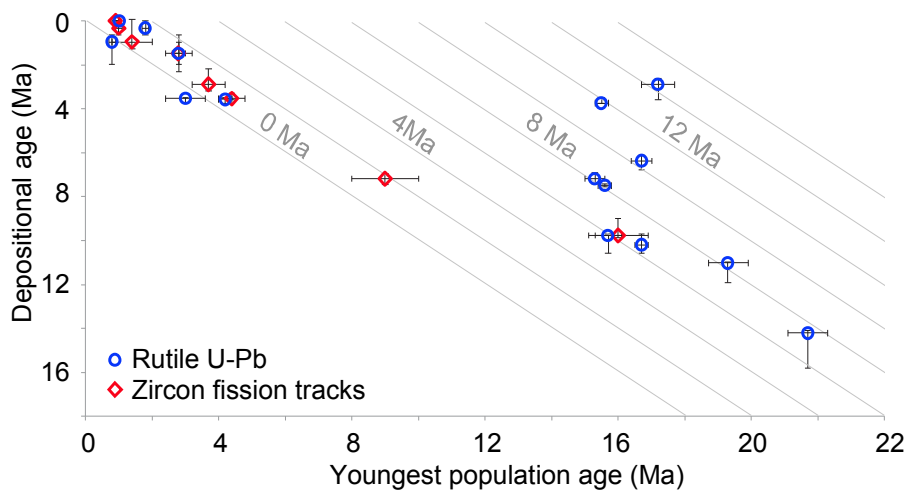 Depositional age (Ma)
0
4
8
12
16
0 Ma
4Ma
8 Ma
12 Ma
Rutile U-Pb
Zircon fission tracks
0 4 8 12 16 20 22
Youngest population age (Ma)